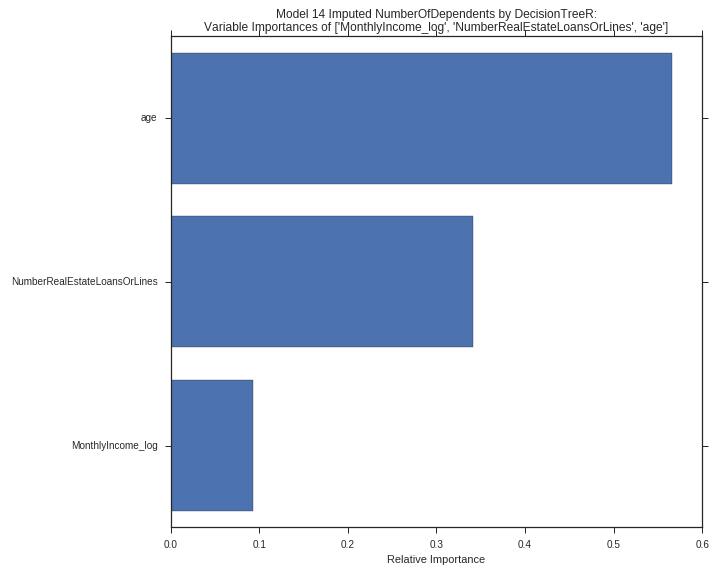 Model 14 Imputed NumberOfDependents by DecisionTreeR:
Variable Importances of ['MonthlyIncome_log', 'NumberRealEstateLoansOrLines', 'age']
age
NumberRealEstateLoansOrLines
MonthlyIncome_log
0.0 0.1 0.2 0.3 0.4 0.5 0.6
Relative Importance